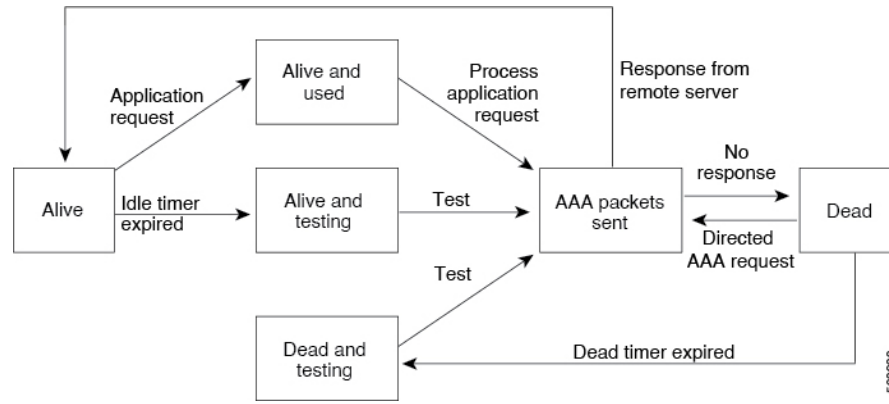 Alive and
used
Process
application
request
Response from
remote server
Application
request
No
response
Alive
Idle timer
expired
Alive and
testing
Test
AAA packets
sent
Dead
Directed
AAA request
Test
Dead and
testing
Dead timer expired